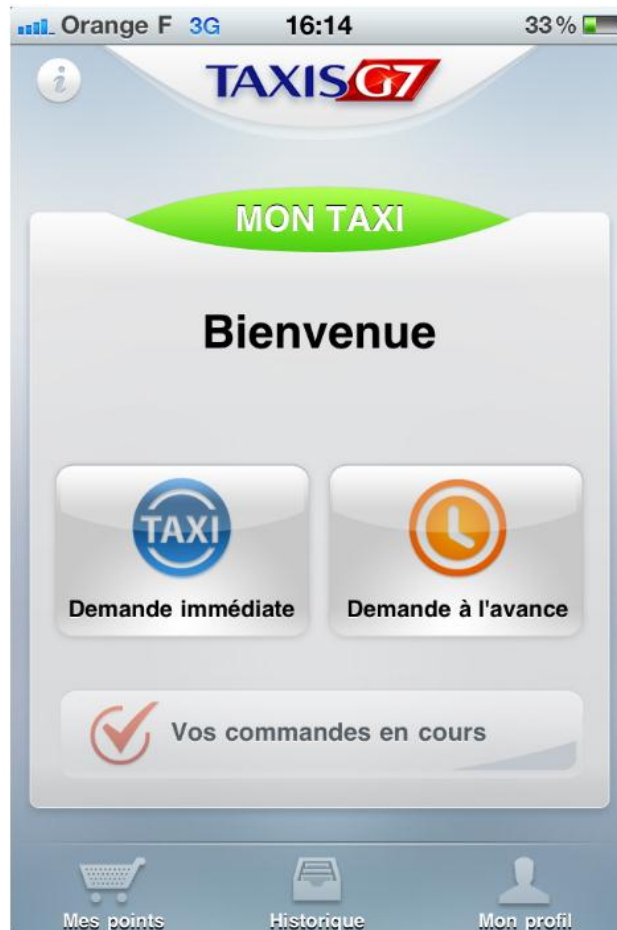 Orange F 3G 16:14 33 %
i
TAXIS G7
MON TAXI
Bienvenue
TAXI
Demande immédiate Demande à l'avance
Vos commandes en cours
Mes points Historique Mon profil